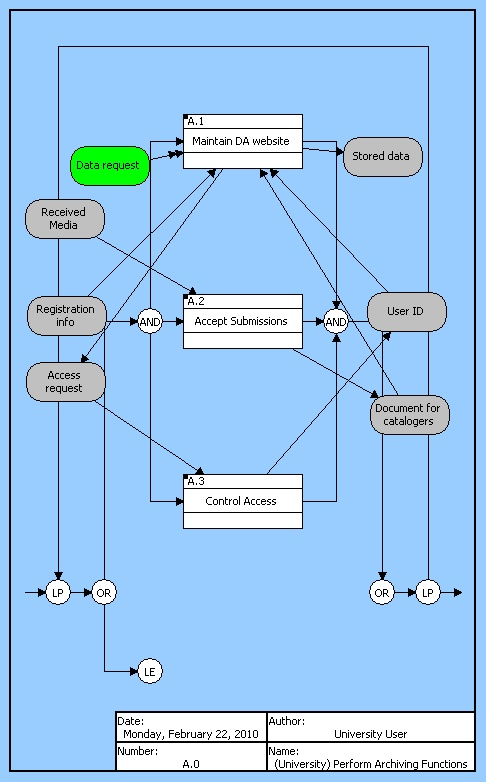 A.1
Maintain DA website
Data request
Stored data
Received
Media
A.2
Accept Submissions
Registration
info
AND
AND
User ID
Access
request
Document for
catalogers
A.3
Control Access
LP
OR
OR
LP
LE
Date:
Monday, February 22, 2010
Author:
University User
Number:
A.0
Name:
(University) Perform Archiving Functions